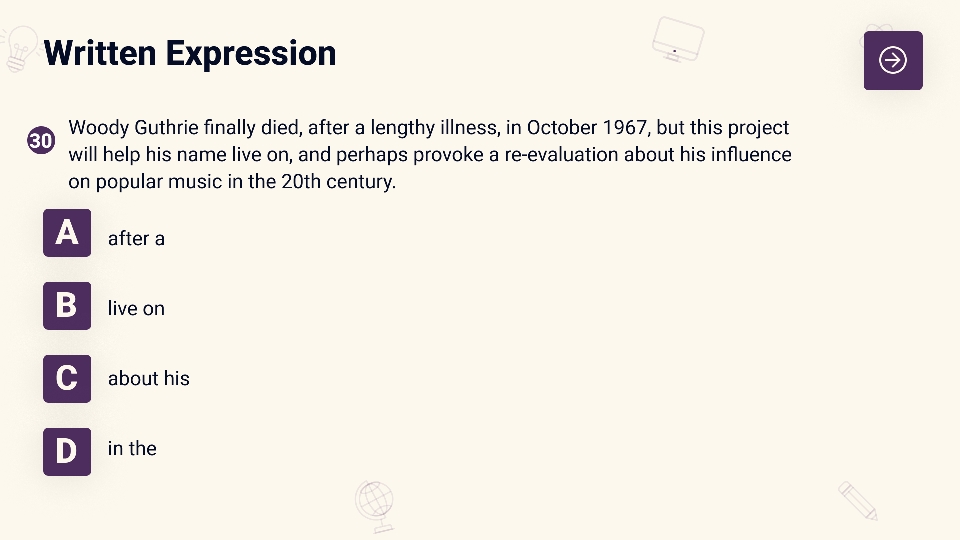 Written Expression
30
Woody Guthrie finally died, after a lengthy illness, in October 1967, but this project
will help his name live on, and perhaps provoke a re-evaluation about his influence
on popular music in the 20th century.
A after a
B live on
C about his
D in the